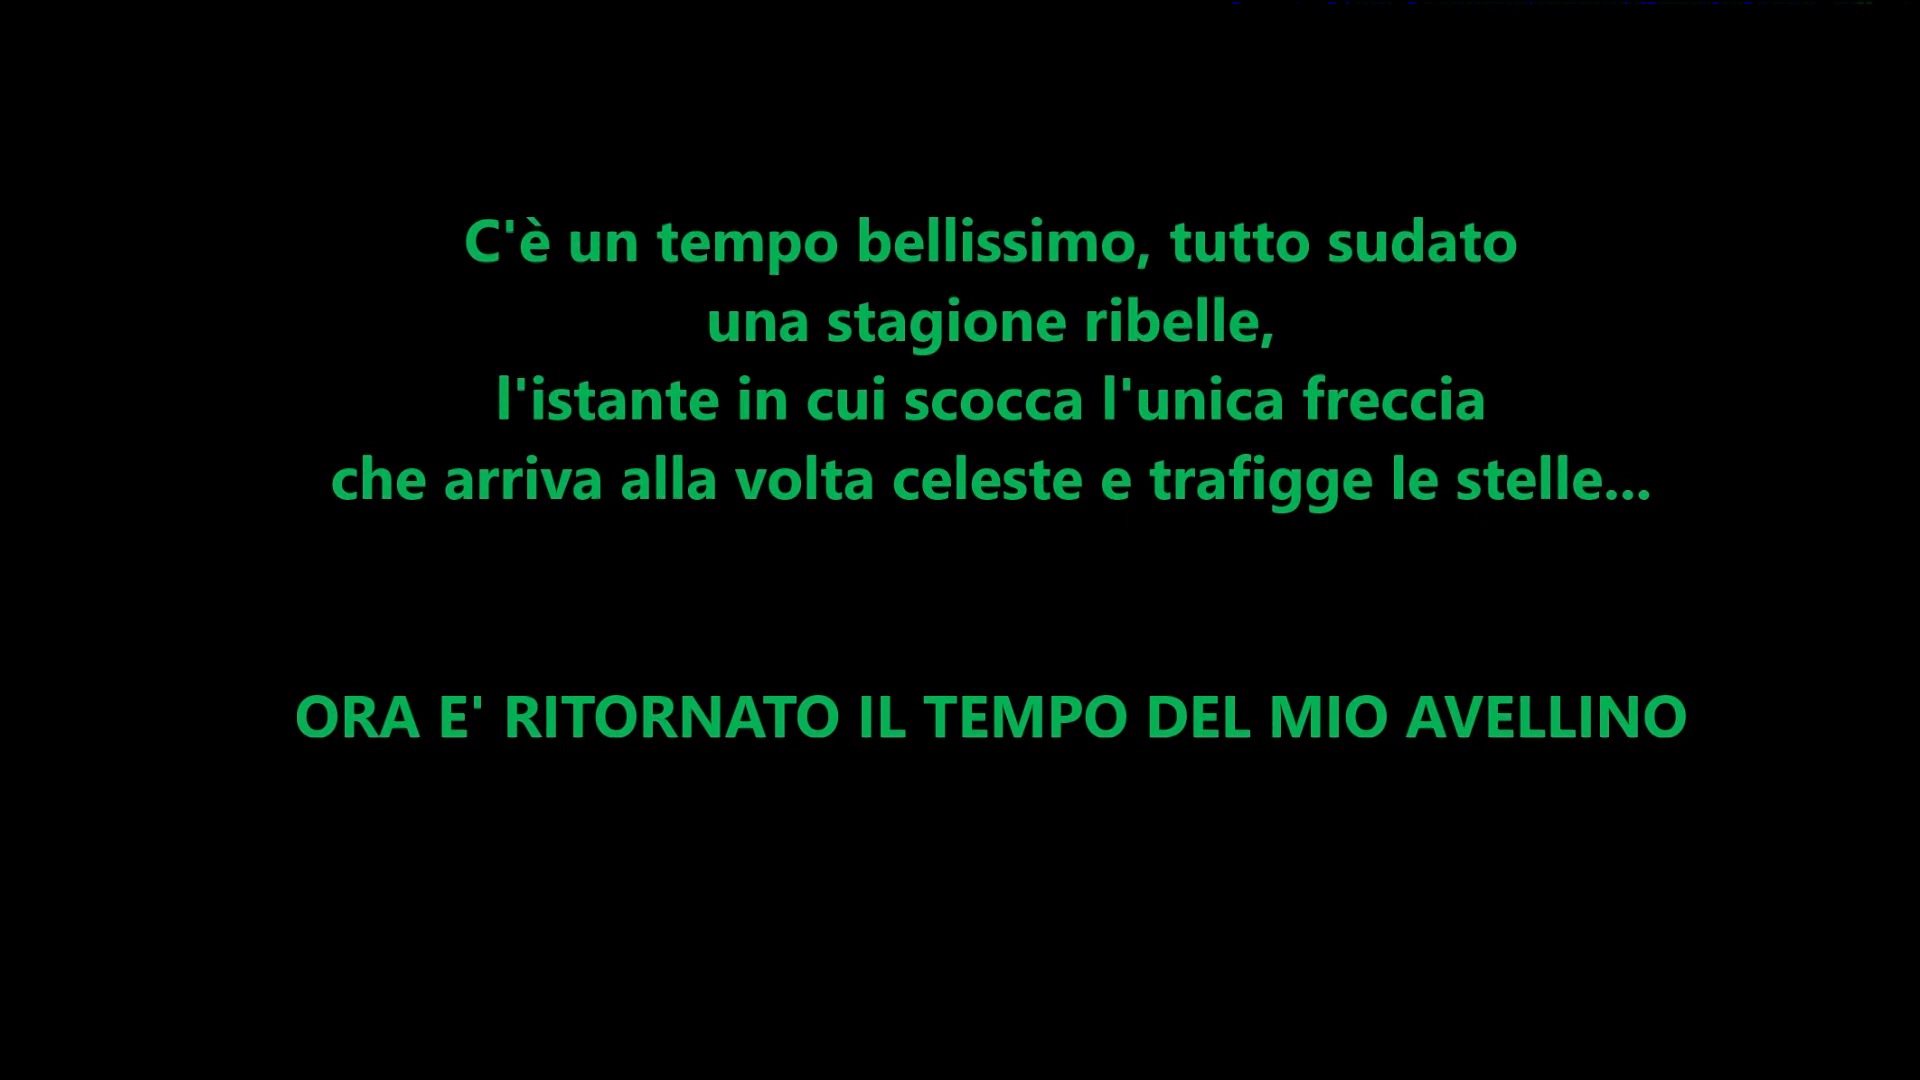 C'è un tempo bellissimo, tutto sudato
una stagione ribelle,
l'istante in cui scocca l'unica freccia
che arriva alla volta celeste e trafigge le stelle...
ORA E' RITORNATO IL TEMPO DEL MIO AVELLINO